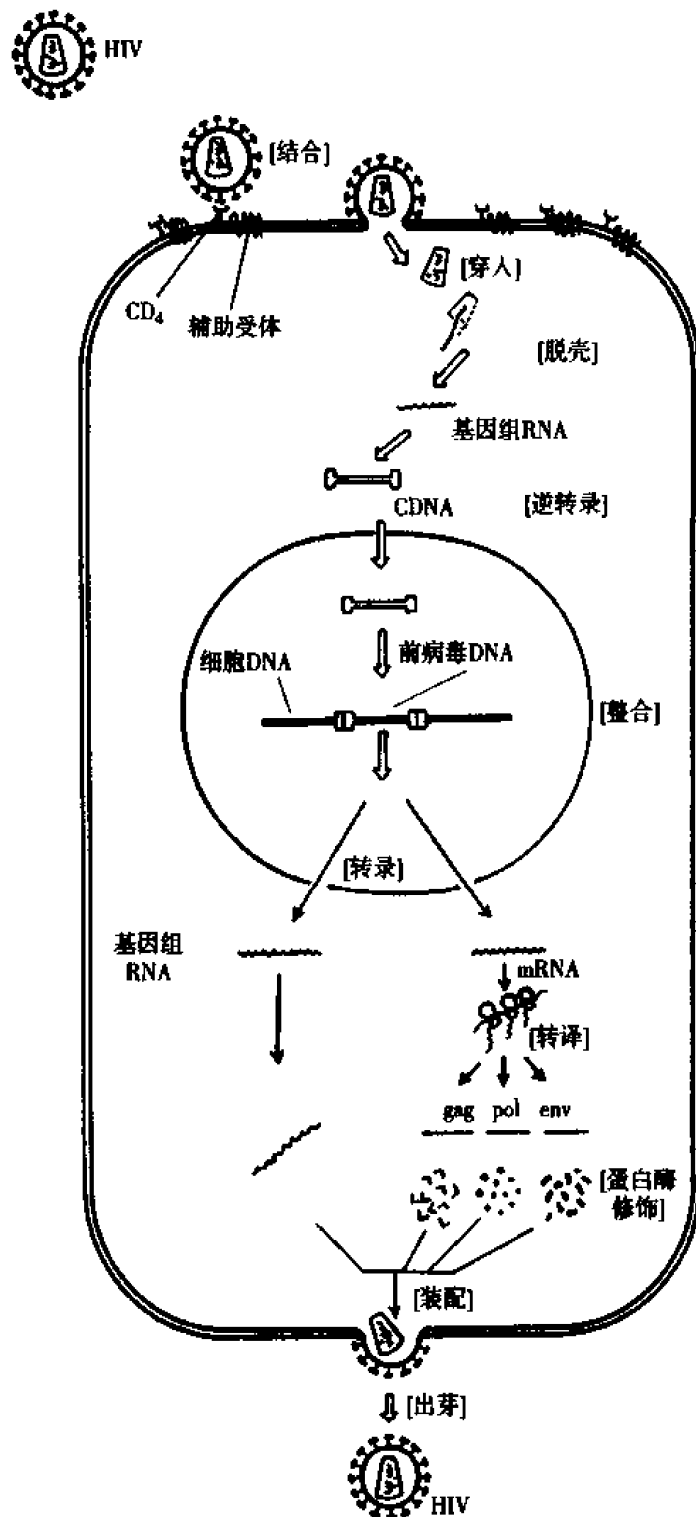 HIV
[结合]
[穿人]
CD₄
辅助受体
[脱壳]
基因组RNA
CDNA
[逆转录]
细胞DNA
前病毒DNA
[整合]
[转录]
基因组
RNA
mRNA
[转译]
gag pol env
[蛋白酶
修饰]
[装配]
[出芽]
HIV